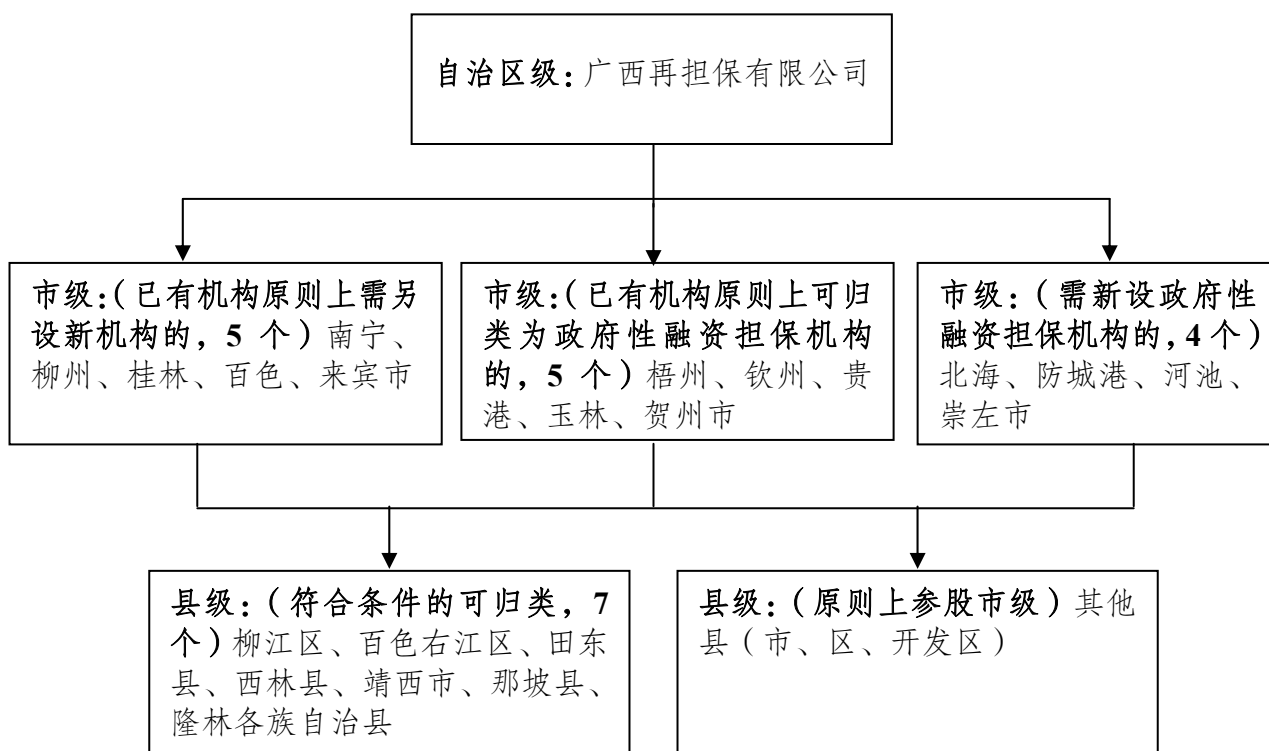 自治区级：广西再担保有限公司
市级：（已有机构原则上需另
设新机构的，5 个）南宁、
柳州、桂林、百色、来宾市
市级：（已有机构原则上可归
类为政府性融资担保机构
的，5 个）梧州、钦州、贵
港、玉林、贺州市
市级：（需新设政府性
融资担保机构的，4 个）
北海、防城港、河池、
崇左市
县级：（符合条件的可归类，7
个）柳江区、百色右江区、田东
县、西林县、靖西市、那坡县、
隆林各族自治县
县级：（原则上参股市级）其他
县（市、区、开发区）